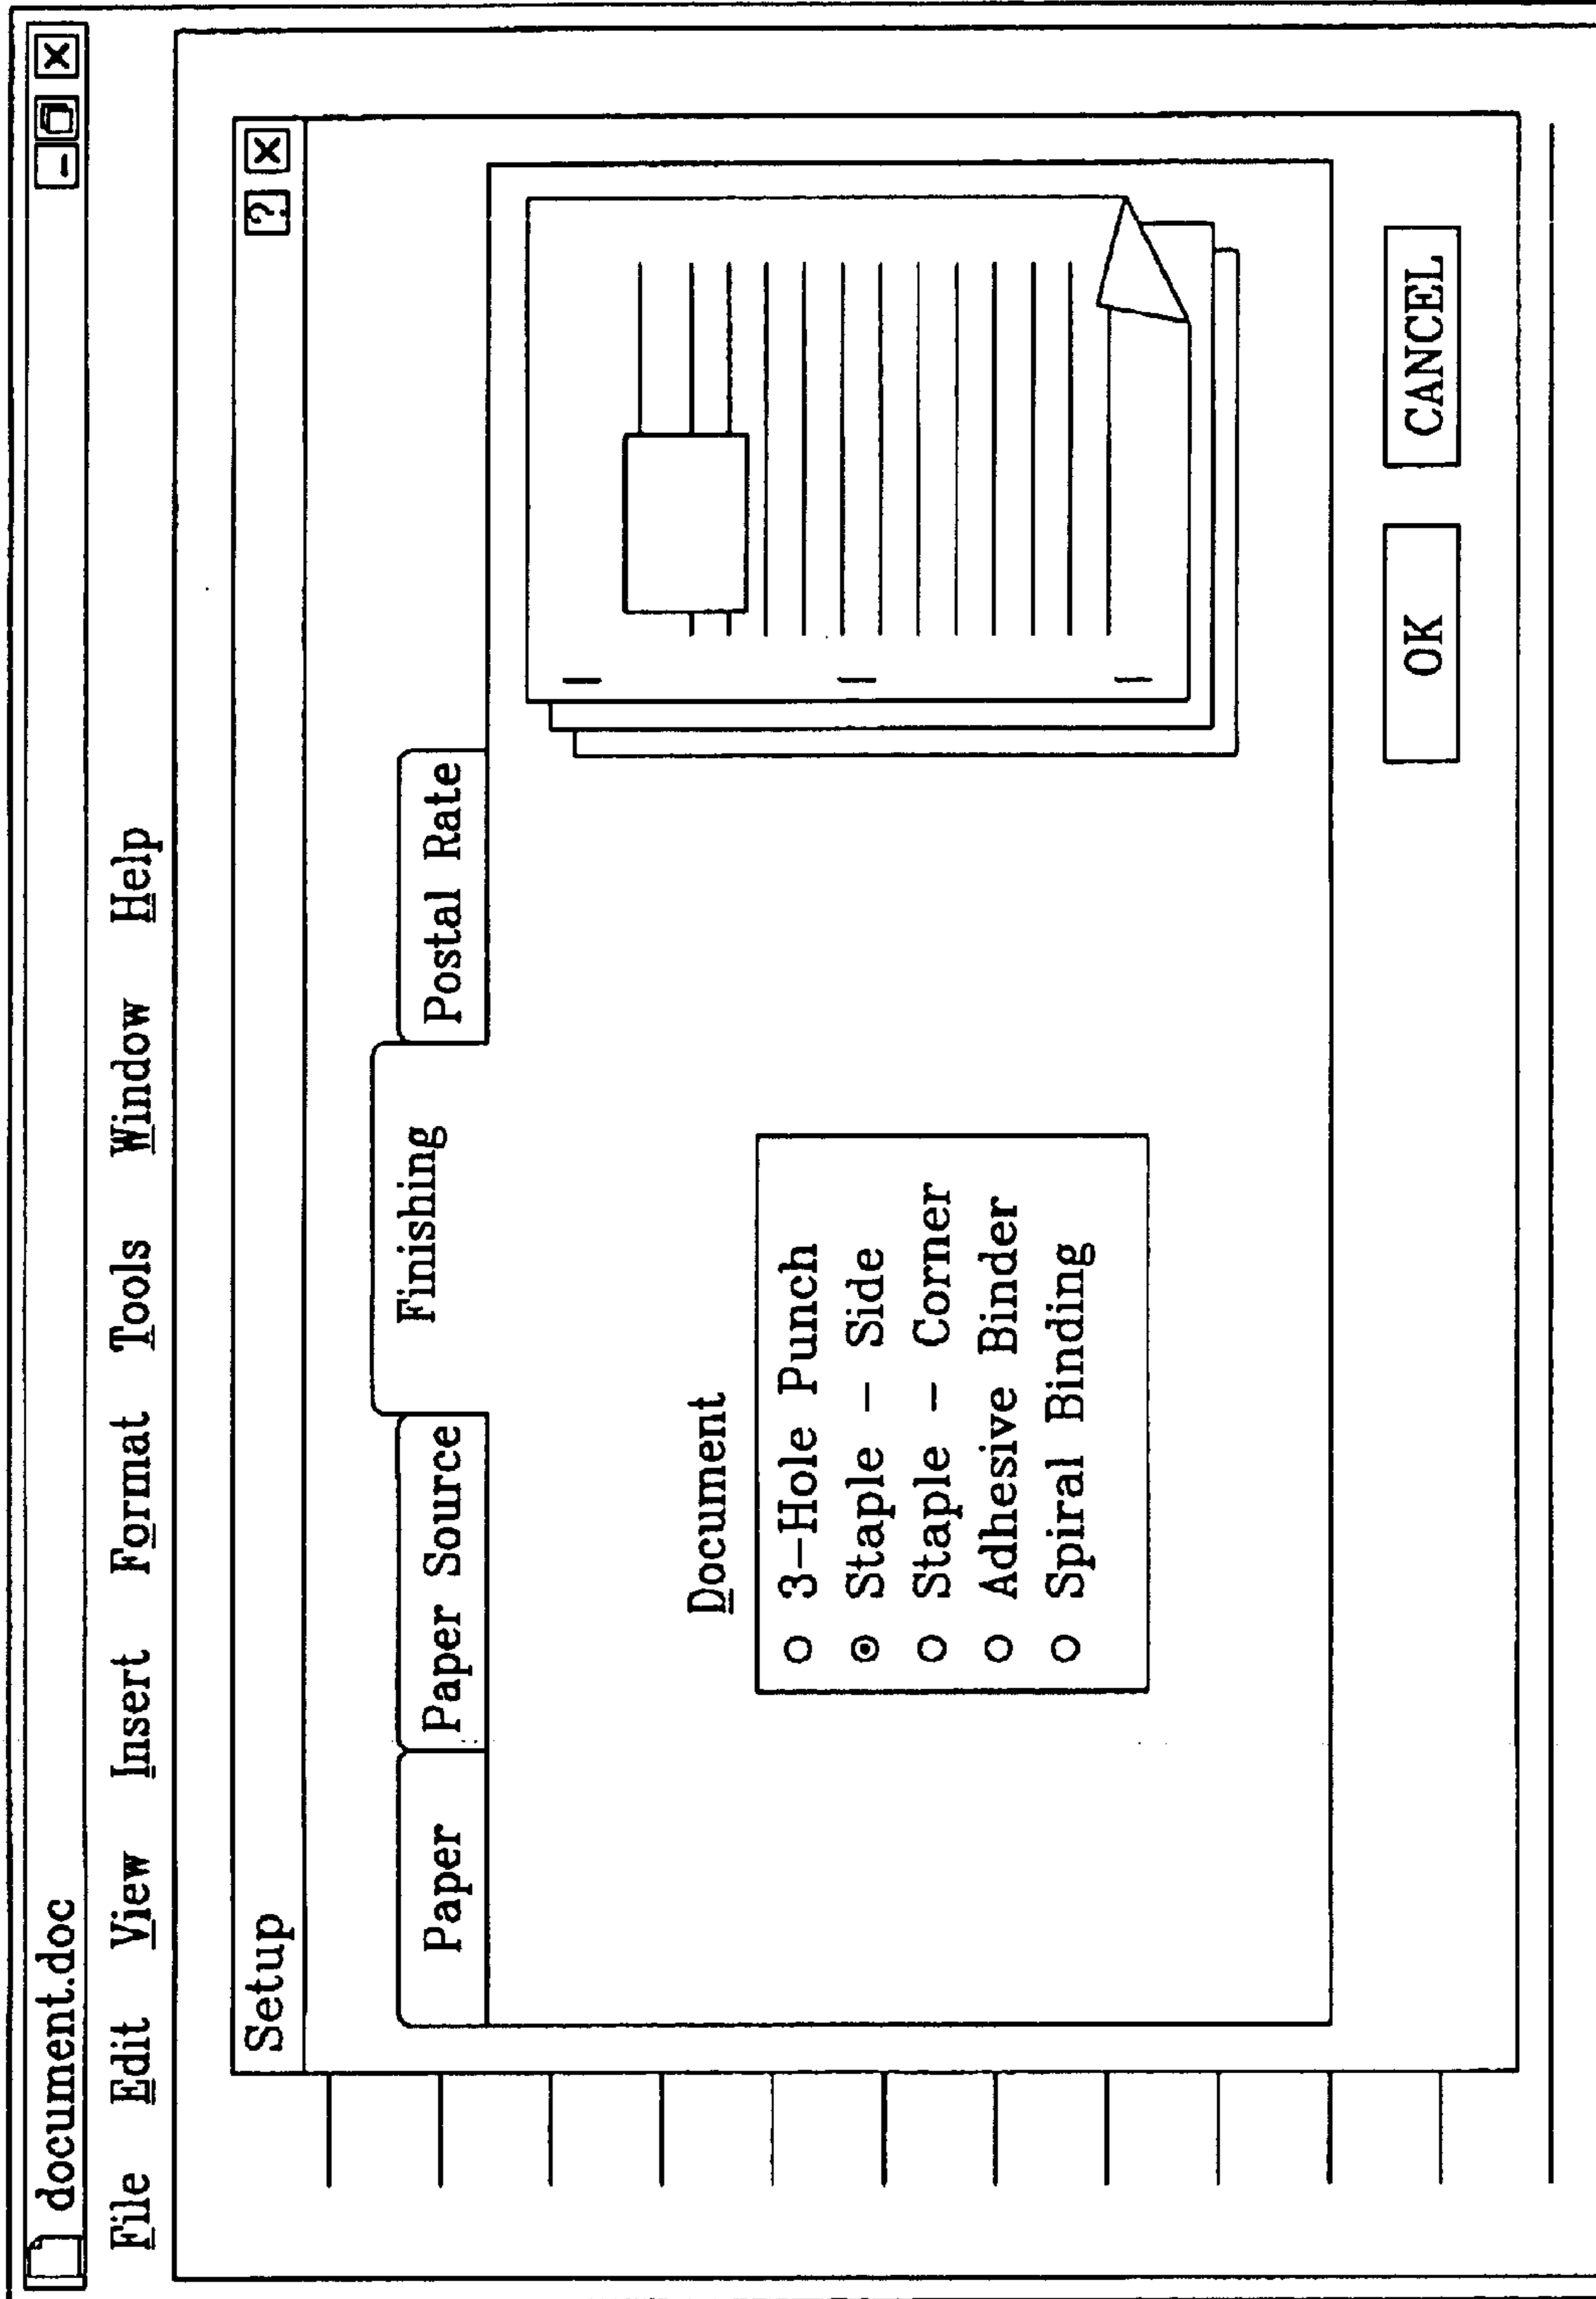 document.doc
File Edit View Insert Format Tools Window Help
Setup
Paper Paper Source Finishing Postal Rate
Document
3-Hole Punch
Staple - Side
Staple - Corner
Adhesive Binder
Spiral Binding
OK CANCEL